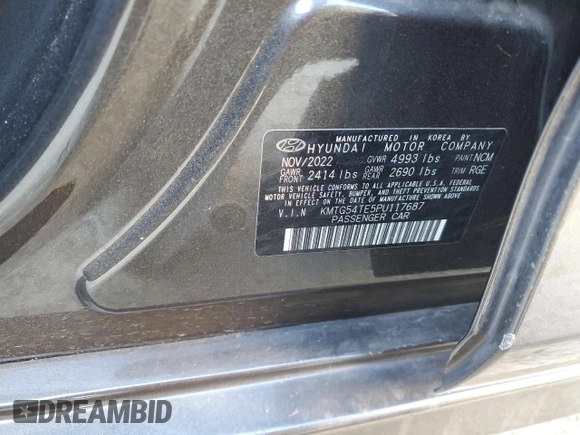 MANUFACTURED IN KOREA BY
HYUNDAI MOTOR COMPANY
NOV/2022 GVWR 4993 lbs PAINT NCM
GAWR FRONT 2414 lbs GAWR REAR 2690 lbs TRIM RGE
THIS VEHICLE CONFORMS TO ALL APPLICABLE U.S.A. FEDERAL
MOTOR VEHICLE SAFETY, BUMPER, AND THEFT PREVENTION STANDARDS
IN EFFECT ON THE DATE OF MANUFACTURE SHOWN ABOVE.
V.I.N KMTG54TE5PU117687
PASSENGER CAR
DREAMBID